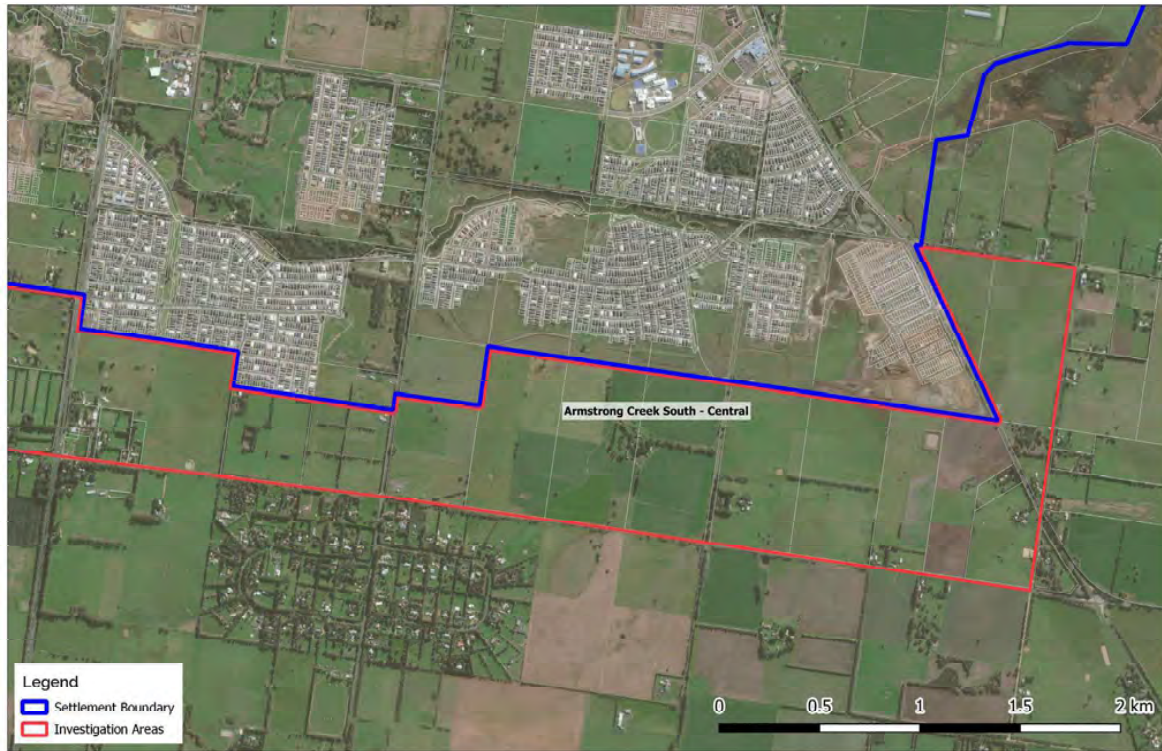 Armstrong Creek South - Central
Legend
Settlement Boundary
Investigation Areas
0 0.5 1 1.5 2 km